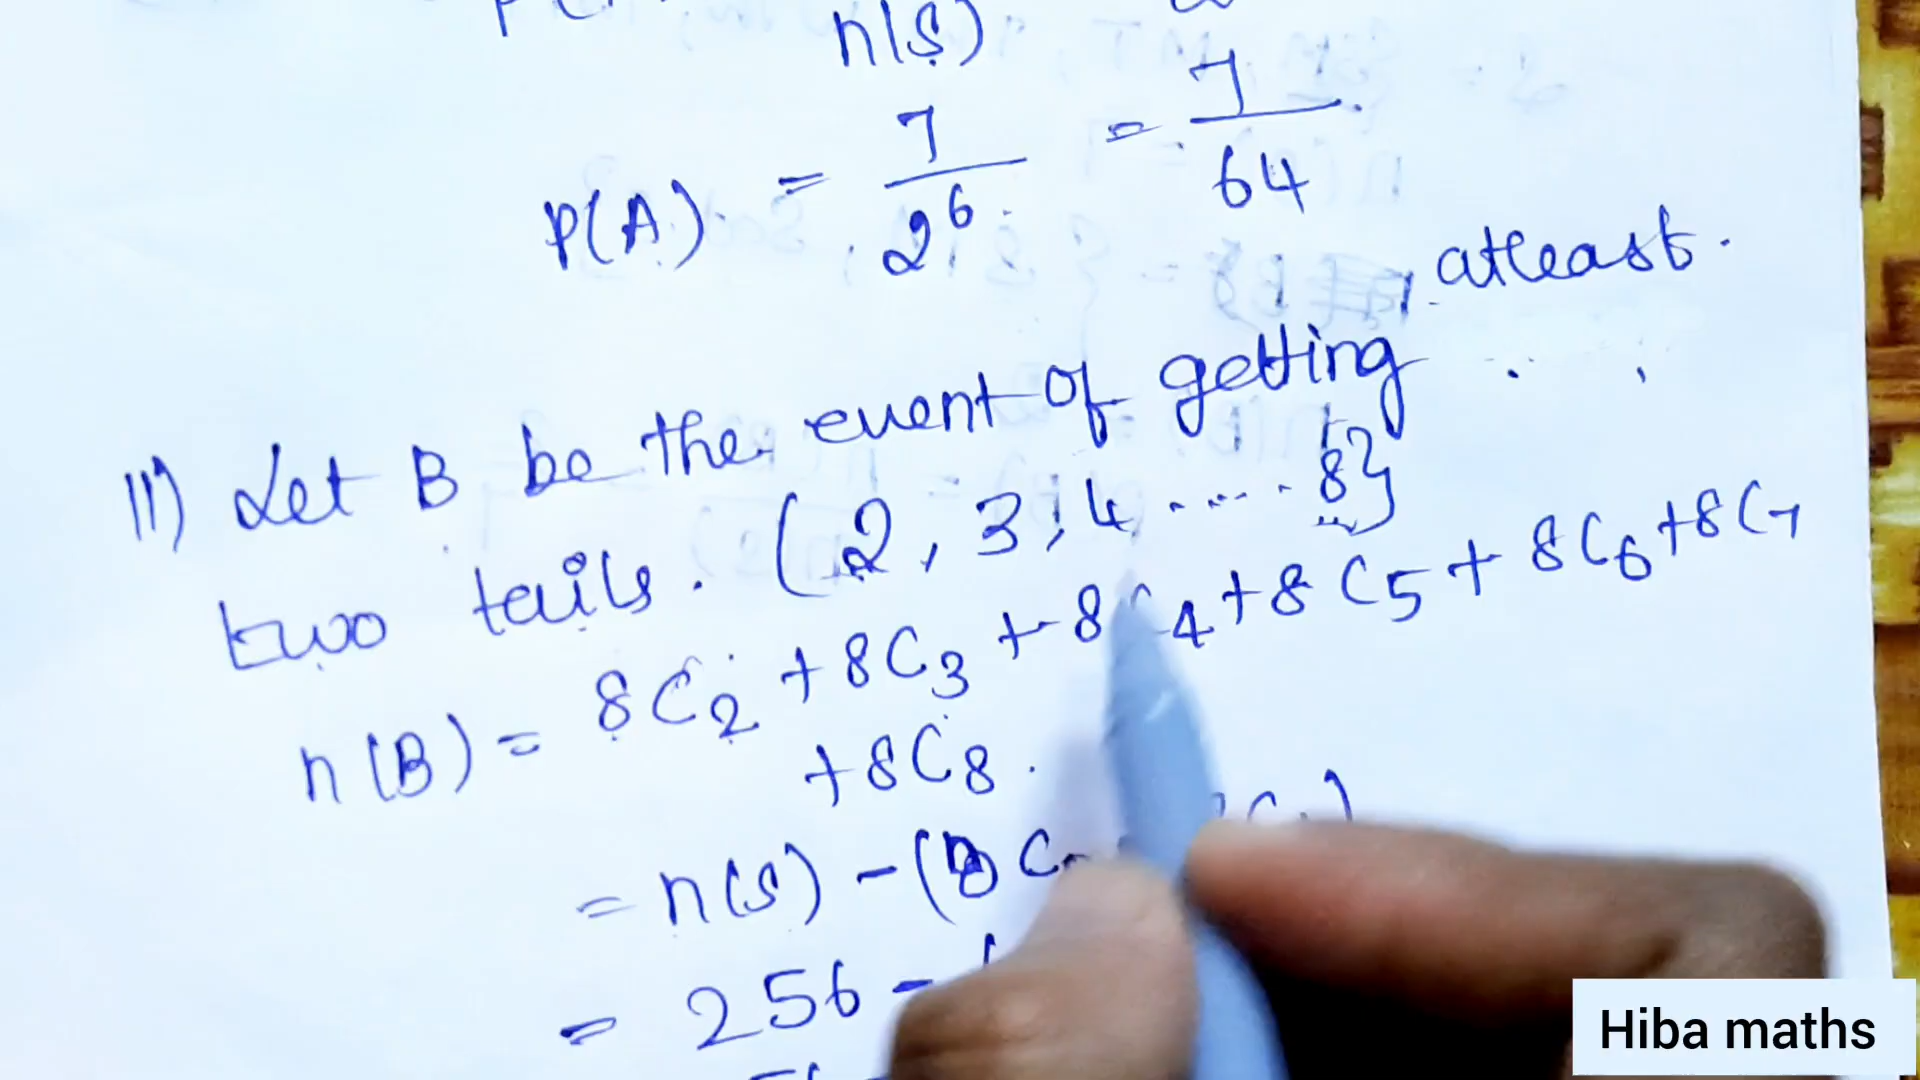 n(S)
P(A) = 7/2⁶ = 7/64
atleast.
II) Let B be the event of getting
two tails. (2, 3, 4 ..... 8}
n(B) = 8C₂ + 8C₃ + 8C₄ + 8C₅ + 8C₆ + 8C₇
+ 8C₈.
= n(S) - (8C
= 256 -
Hiba maths